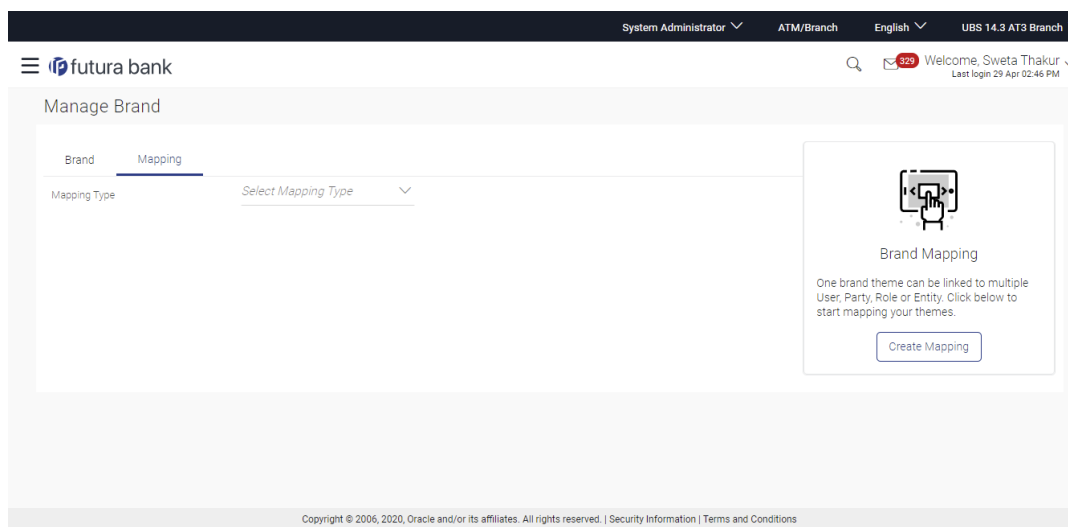 System Administrator ATM/Branch English UBS 14.3 AT3 Branch
futura bank 329 Welcome, Sweta Thakur
Last login 29 Apr 02:46 PM
Manage Brand
Brand Mapping
Mapping Type Select Mapping Type
Brand Mapping
One brand theme can be linked to multiple
User, Party, Role or Entity. Click below to
start mapping your themes.
Create Mapping
Copyright © 2006, 2020, Oracle and/or its affiliates. All rights reserved. | Security Information | Terms and Conditions